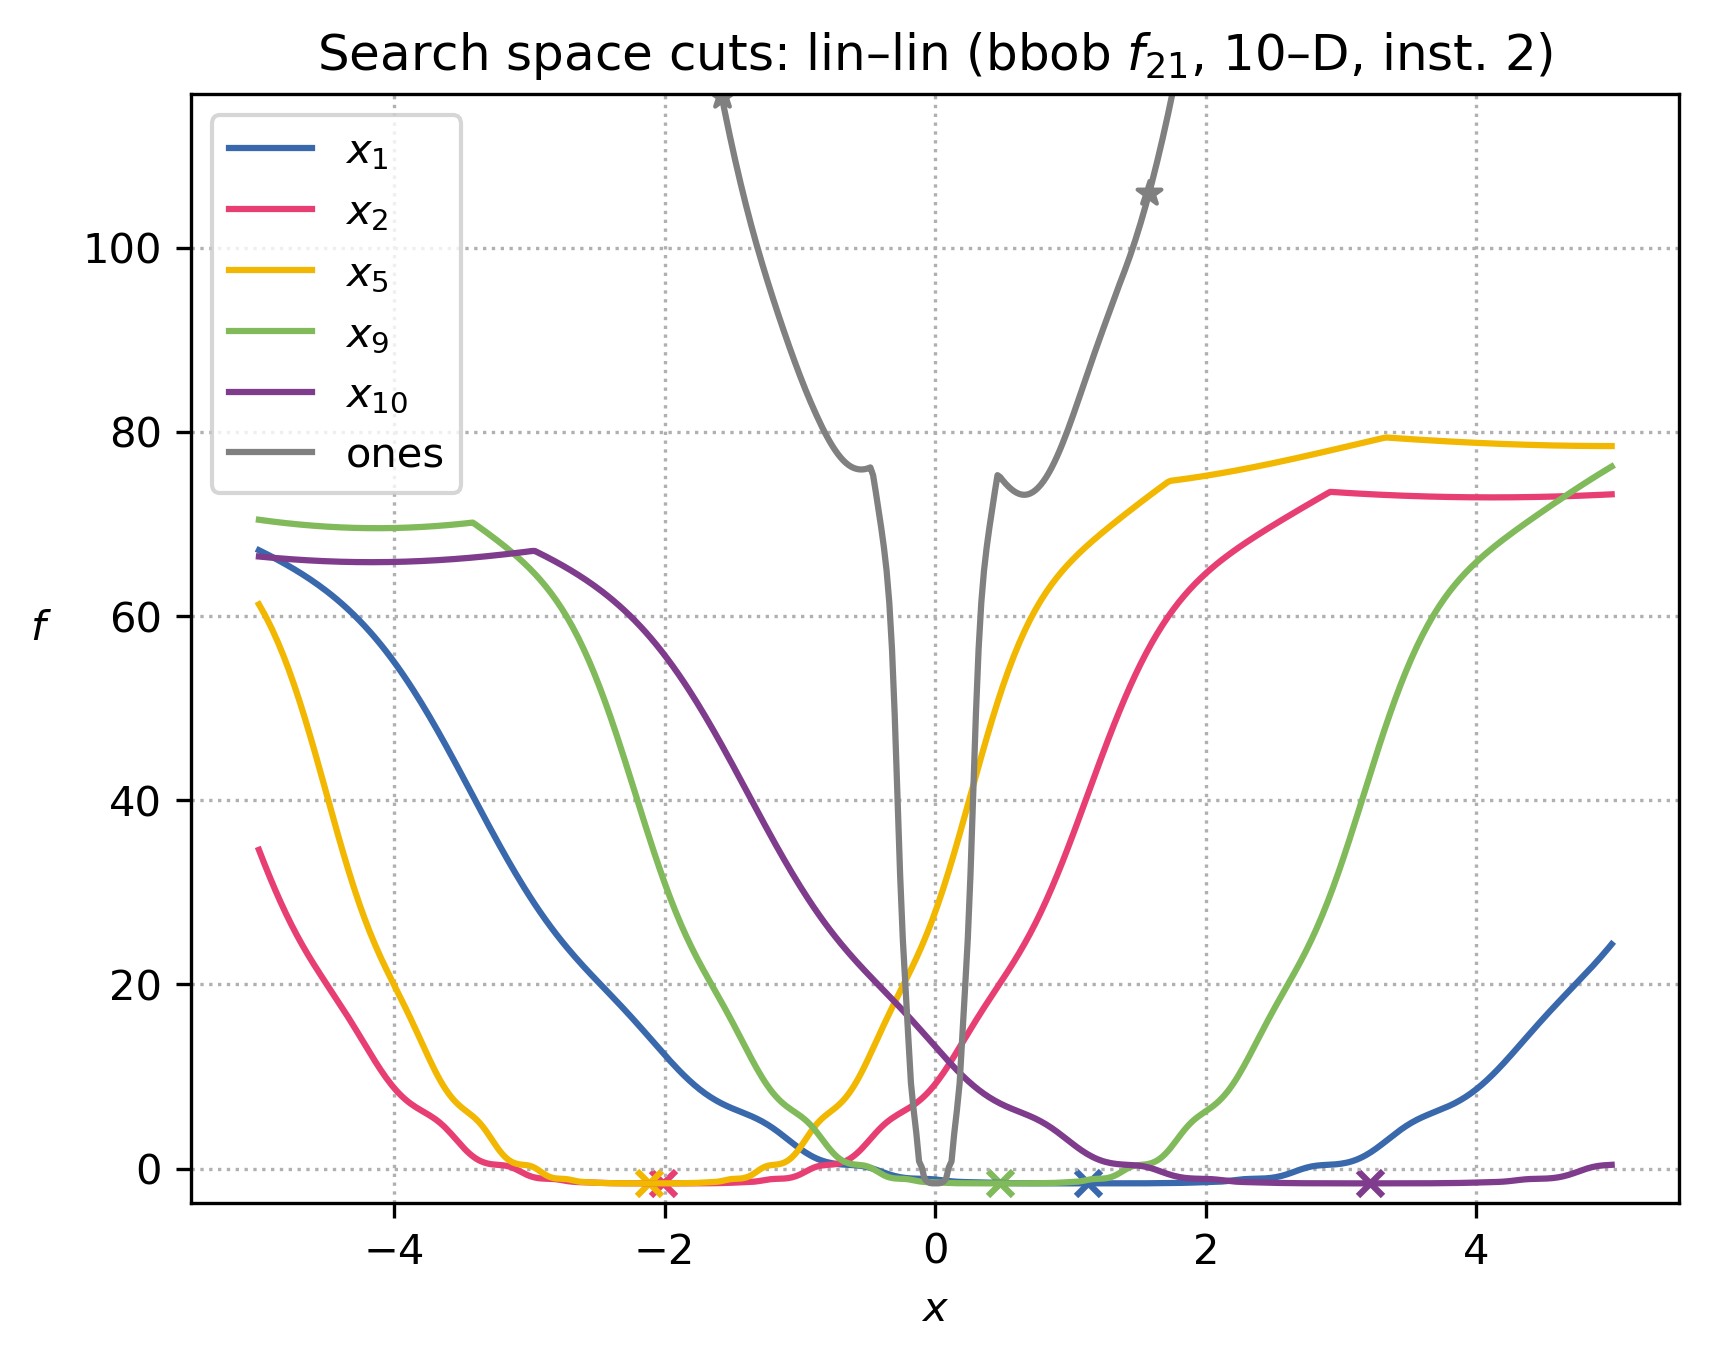 Search space cuts: lin–lin (bbob f₂₁, 10–D, inst. 2)
x₁
x₂
x₅
x₉
x₁₀
ones
100
80
60
40
20
0
f
−4 −2 0 2 4
x